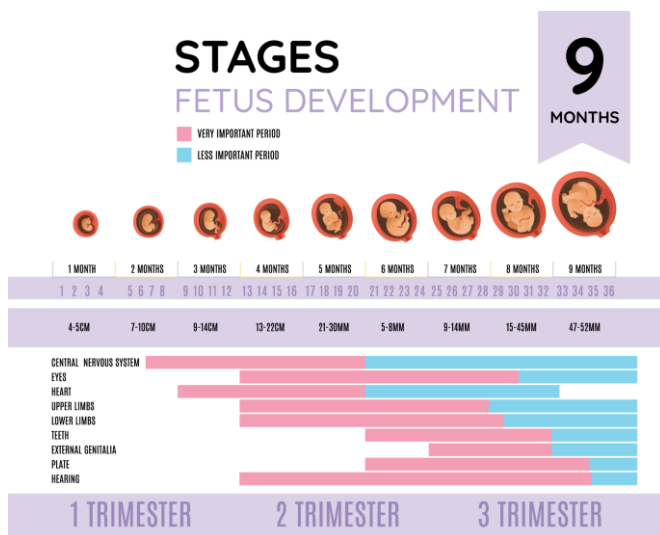 STAGES
FETUS DEVELOPMENT
9
MONTHS
VERY IMPORTANT PERIOD
LESS IMPORTANT PERIOD
1 MONTH 2 MONTHS 3 MONTHS 4 MONTHS 5 MONTHS 6 MONTHS 7 MONTHS 8 MONTHS 9 MONTHS
1 2 3 4 5 6 7 8 9 10 11 12 13 14 15 16 17 18 19 20 21 22 23 24 25 26 27 28 29 30 31 32 33 34 35 36
4-5CM 7-10CM 9-14CM 13-22CM 21-30MM 5-8MM 9-14MM 15-45MM 47-52MM
CENTRAL NERVOUS SYSTEM
EYES
HEART
UPPER LIMBS
LOWER LIMBS
TEETH
EXTERNAL GENITALIA
PLATE
HEARING
1 TRIMESTER 2 TRIMESTER 3 TRIMESTER